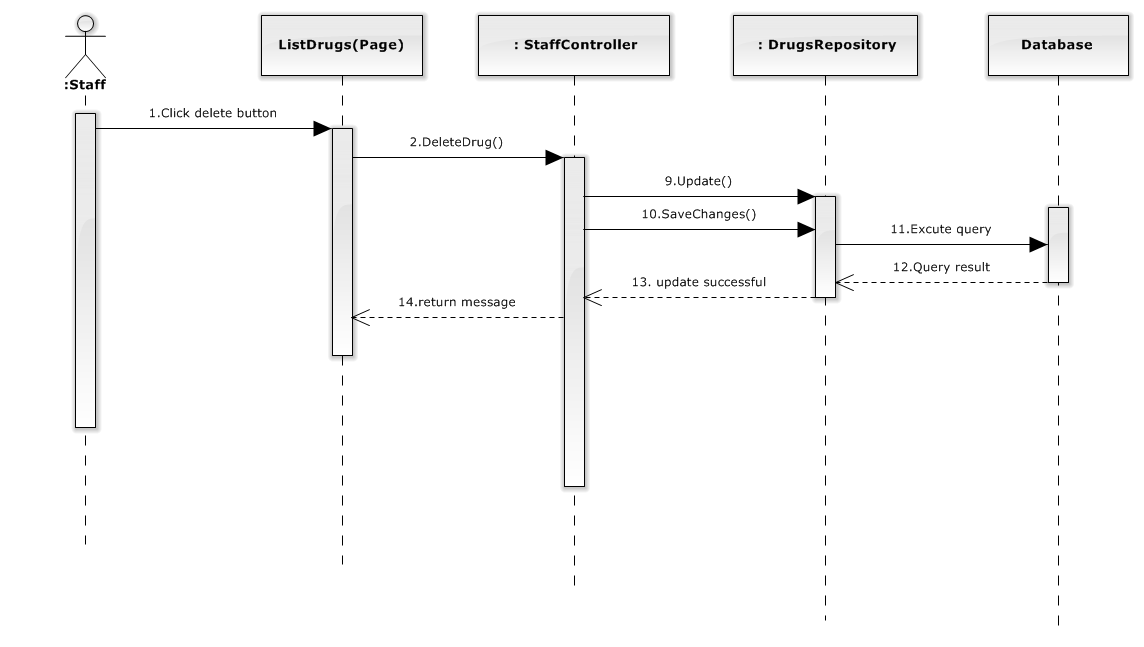 :Staff
ListDrugs(Page)
: StaffController
: DrugsRepository
Database
1.Click delete button
2.DeleteDrug()
9.Update()
10.SaveChanges()
11.Excute query
12.Query result
13. update successful
14.return message